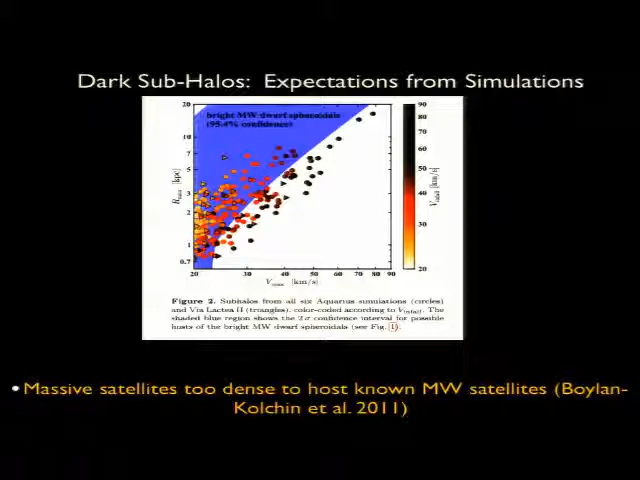 Dark Sub-Halos: Expectations from Simulations
bright MW dwarf spheroidals
(95.4% confidence)
20
10
7
5
3
2
1
0.7
R_max [kpc]
20 30 40 50 60 70 80 90
V_max [km/s]
90
80
70
60
50
40
30
20
V_infall [km/s]
Figure 2. Subhalos from all six Aquarius simulations (circles)
and Via Lactea II (triangles), color-coded according to V_infall. The
shaded blue region shows the 2σ confidence interval for possible
hosts of the bright MW dwarf spheroidals (see Fig. 1).
• Massive satellites too dense to host known MW satellites (Boylan-
Kolchin et al. 2011)